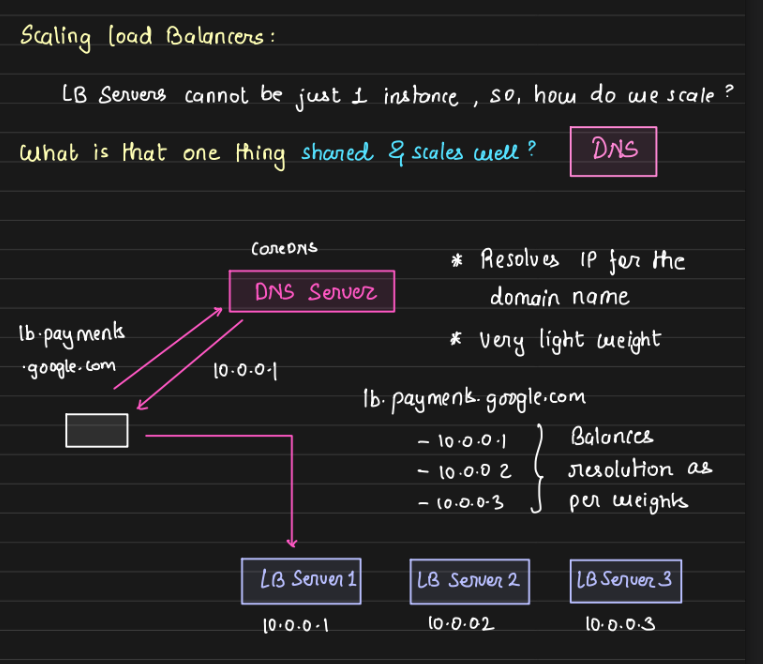 Scaling load Balancers:
LB Servers cannot be just 1 instance, so, how do we scale?
What is that one thing shared & scales well? DNS
CoreDNS
DNS Server
lb.payments
.google.com
10.0.0.1
* Resolves IP for the
domain name
* very light weight
lb.payments.google.com
- 10.0.0.1
- 10.0.0 2
- 10.0.0.3
Balances
resolution as
per weights
LB Server 1
LB Server 2
LB Server 3
10.0.0.1
10.0.02
10.0.0.3